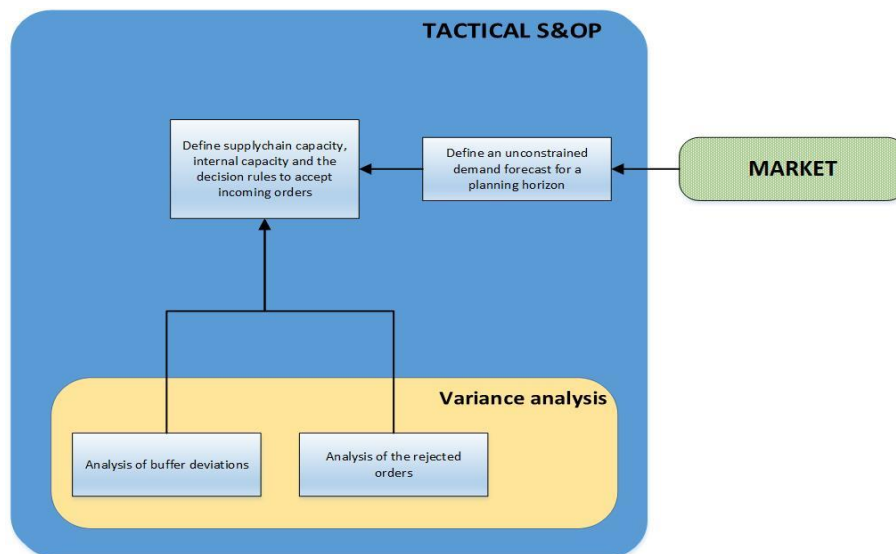 TACTICAL S&OP
Define supplychain capacity,
internal capacity and the
decision rules to accept
incoming orders
Define an unconstrained
demand forecast for a
planning horizon
MARKET
Variance analysis
Analysis of buffer deviations
Analysis of the rejected
orders